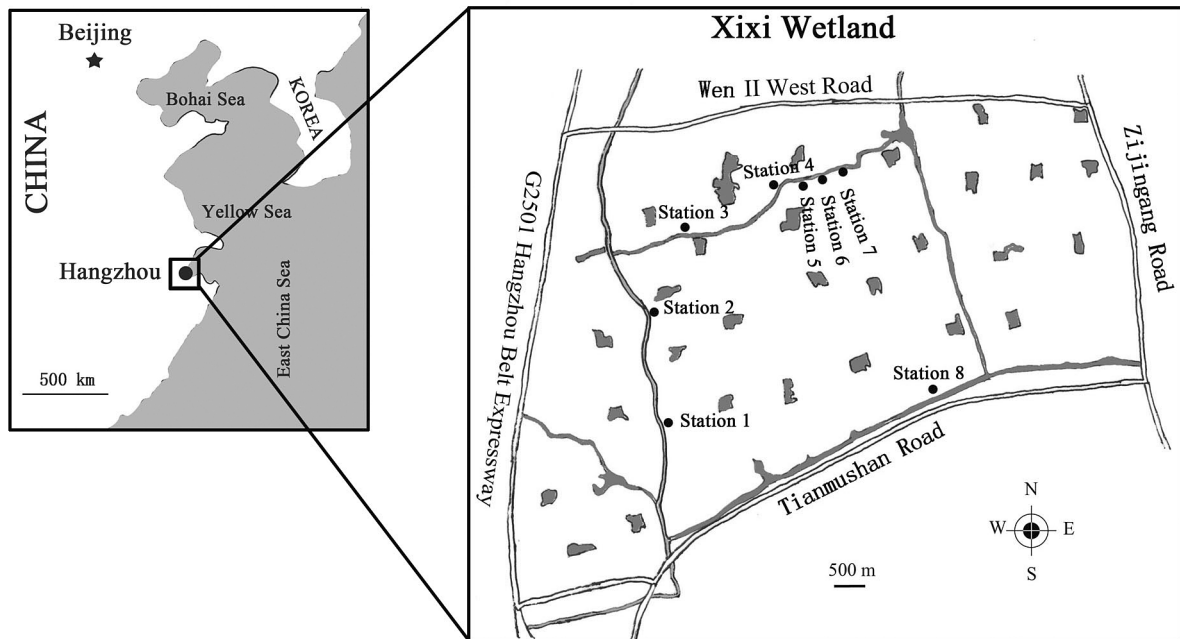 Beijing
Bohai Sea
KOREA
CHINA
Yellow Sea
Hangzhou
East China Sea
500 km
Xixi Wetland
Wen II West Road
Zijingang Road
G2501 Hangzhou Belt Expressway
Station 4
Station 3
Station 5
Station 6
Station 7
Station 2
Station 8
Station 1
Tianmushan Road
N
W
E
S
500 m